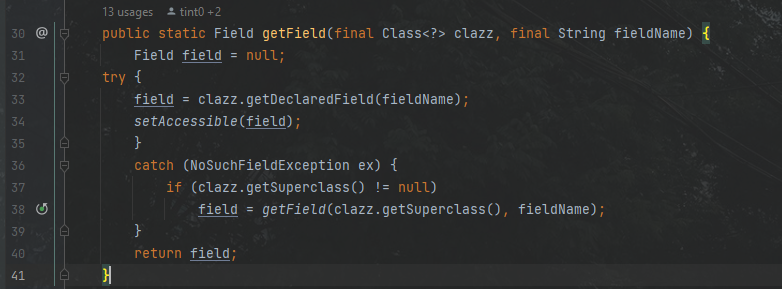 13 usages tint0 +2
30 @ public static Field getField(final Class<?> clazz, final String fieldName) {
31 Field field = null;
32 try {
33 field = clazz.getDeclaredField(fieldName);
34 setAccessible(field);
35 }
36 catch (NoSuchFieldException ex) {
37 if (clazz.getSuperclass() != null)
38 field = getField(clazz.getSuperclass(), fieldName);
39 }
40 return field;
41 }